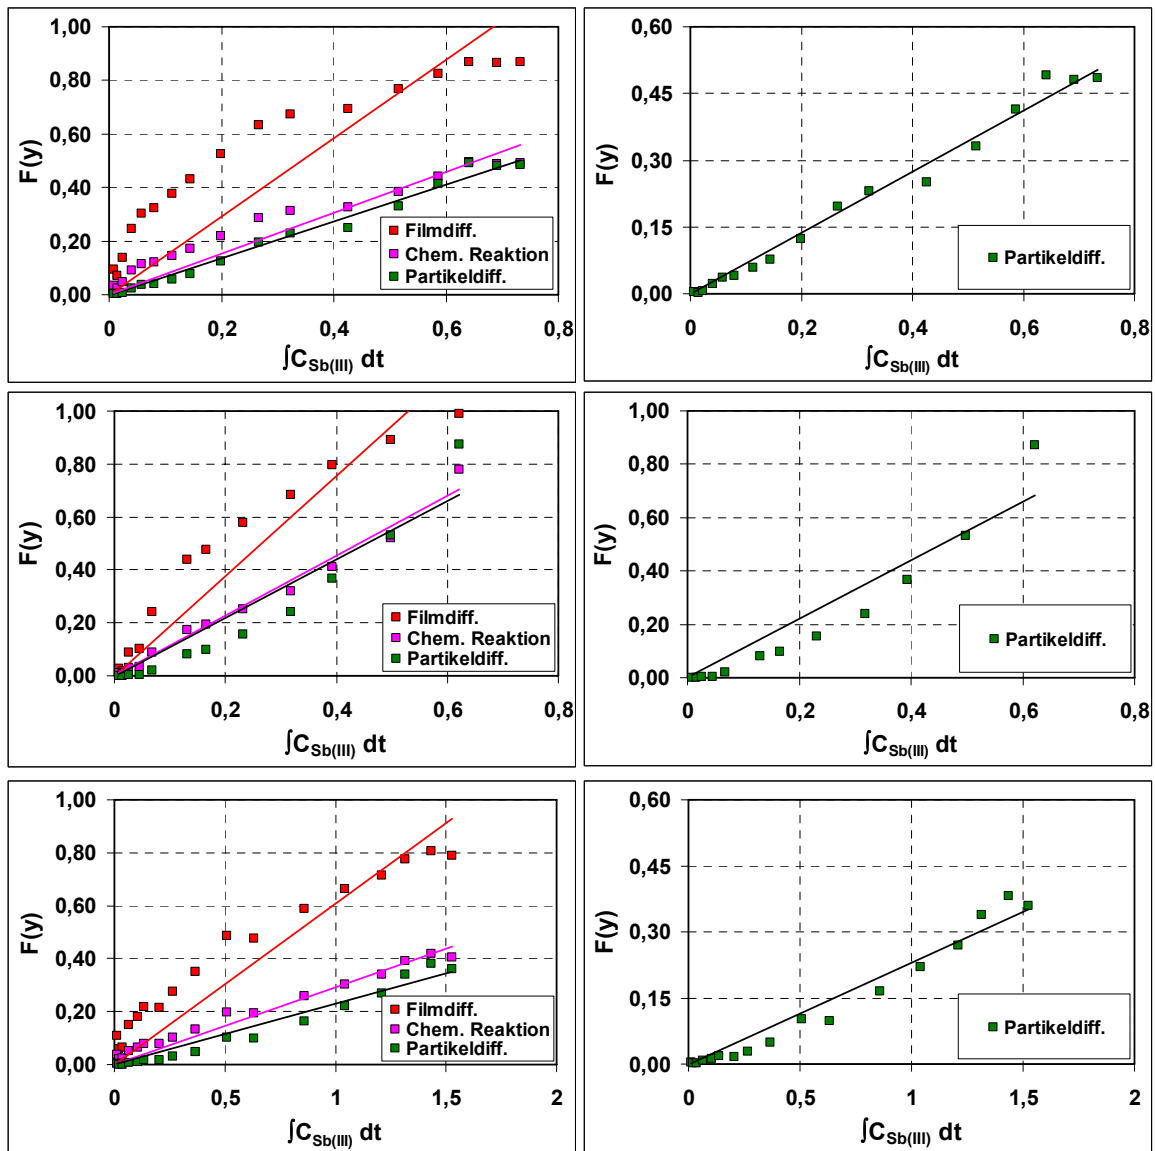 1,00
0,80
0,60
0,40
0,20
0,00
F(y)
0
0,2
0,4
0,6
0,8
∫C_Sb(III) dt
Filmdiff.
Chem. Reaktion
Partikeldiff.
0,60
0,45
0,30
0,15
0,00
F(y)
0
0,2
0,4
0,6
0,8
∫C_Sb(III) dt
Partikeldiff.
1,00
0,80
0,60
0,40
0,20
0,00
F(y)
0
0,2
0,4
0,6
0,8
∫C_Sb(III) dt
Filmdiff.
Chem. Reaktion
Partikeldiff.
1,00
0,80
0,60
0,40
0,20
0,00
F(y)
0
0,2
0,4
0,6
0,8
∫C_Sb(III) dt
Partikeldiff.
1,00
0,80
0,60
0,40
0,20
0,00
F(y)
0
0,5
1
1,5
2
∫C_Sb(III) dt
Filmdiff.
Chem. Reaktion
Partikeldiff.
0,60
0,45
0,30
0,15
0,00
F(y)
0
0,5
1
1,5
2
∫C_Sb(III) dt
Partikeldiff.